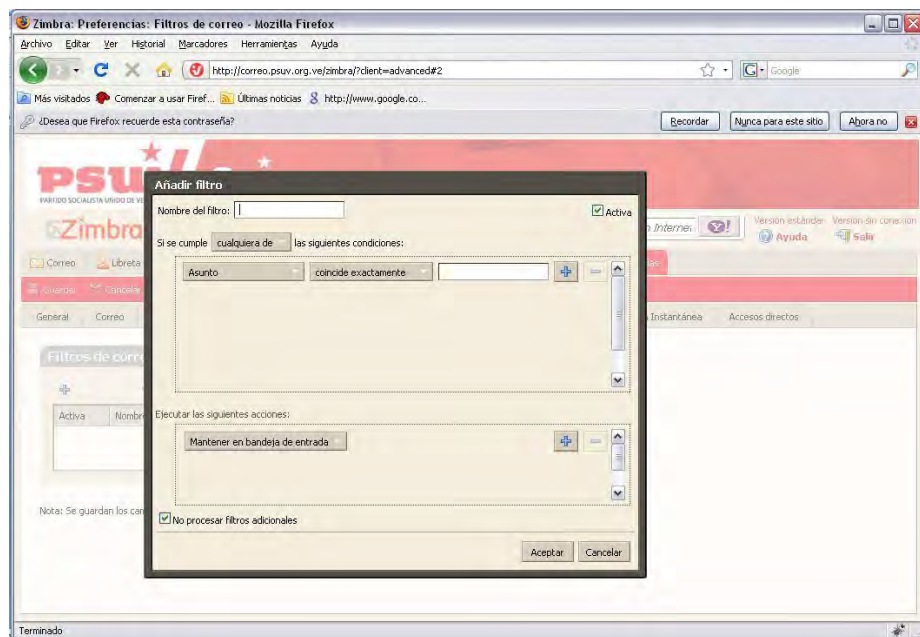 Zimbra: Preferencias: Filtros de correo - Mozilla Firefox
Archivo Editar Ver Historial Marcadores Herramientas Ayuda
http://correo.psuv.org.ve/zimbra/?client=advanced#2
Google
Más visitados Comenzar a usar Firef... Últimas noticias http://www.google.co...
¿Desea que Firefox recuerde esta contraseña? Recordar Nunca para este sitio Ahora no
PSUV
PARTIDO SOCIALISTA UNIDO DE VE
Añadir filtro
Nombre del filtro: Activa
Zimbra Internet Versión estándar Versión sin conexión
Ayuda Salir
Si se cumple cualquiera de las siguientes condiciones:
Correo Libreta
Asunto coincide exactamente
Guardar Cancelar
General Correo Instantánea Accesos directos
Filtros de corre
Activa Nombre
Ejecutar las siguientes acciones:
Mantener en bandeja de entrada
Nota: Se guardan los cam
No procesar filtros adicionales
Aceptar Cancelar
Terminado